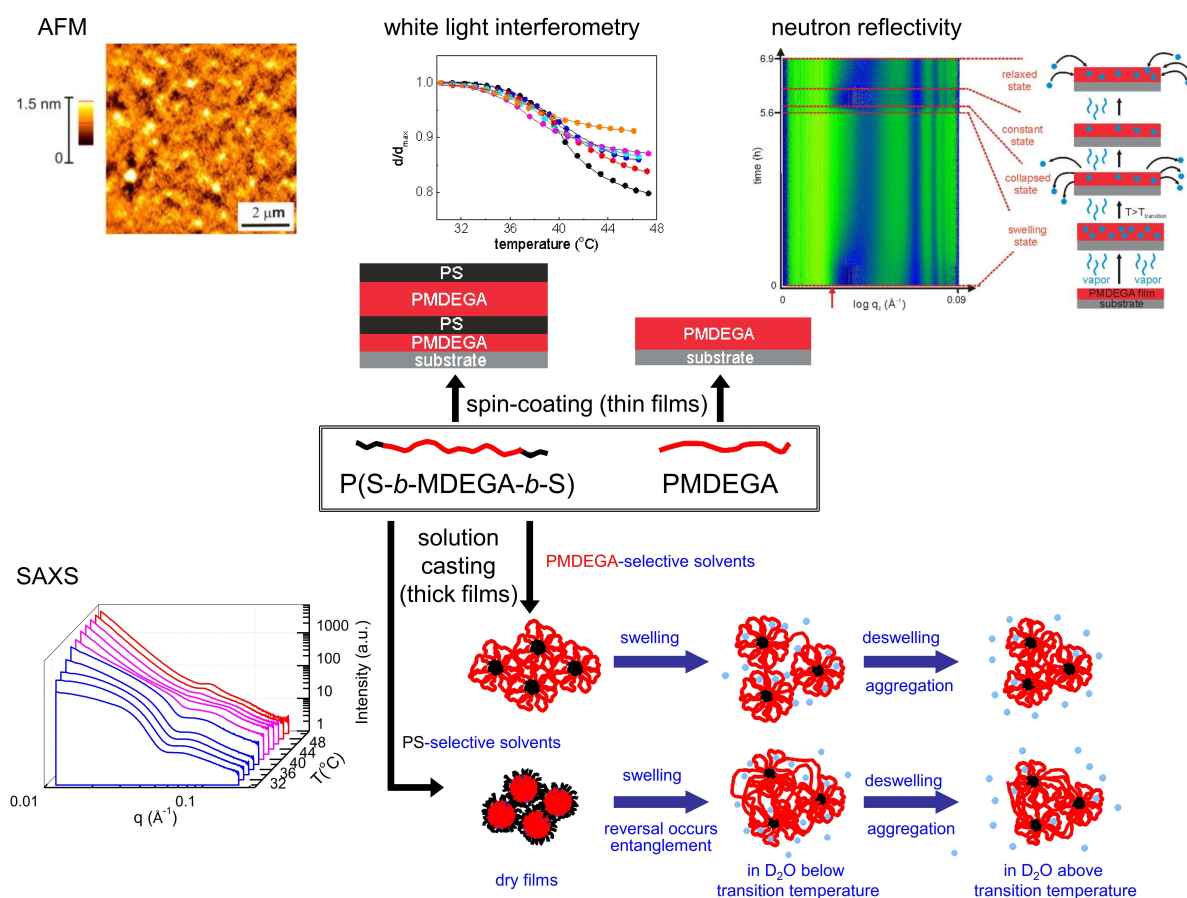 AFM
white light interferometry
neutron reflectivity
1.5 nm
0
2 μm
d/d_max
1.0
0.9
0.8
32 36 40 44 48
temperature (°C)
time (h)
6.9
5.6
0
0 0.09
log q_z (Å⁻¹)
relaxed
state
constant
state
collapsed
state
swelling
state
T>T_transition
vapor vapor
PMDEGA film
substrate
PS
PMDEGA
PS
PMDEGA
substrate
PMDEGA
substrate
spin-coating (thin films)
P(S-b-MDEGA-b-S)
PMDEGA
solution
casting
(thick films)
PMDEGA-selective solvents
SAXS
1000
100
10
1
Intensity (a.u.)
48
44
40
36
32
T(°C)
0.01
0.1
q (Å⁻¹)
swelling
deswelling
aggregation
PS-selective solvents
swelling
reversal occurs
entanglement
deswelling
aggregation
dry films
in D₂O below
transition temperature
in D₂O above
transition temperature